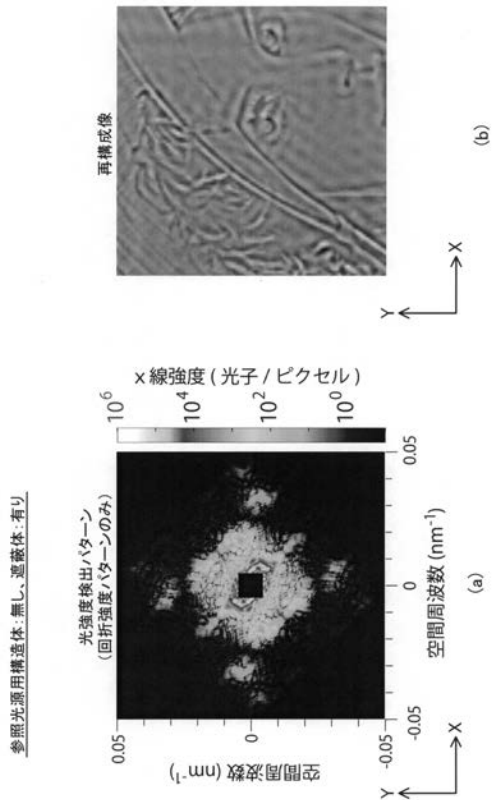 参照光源用構造体：無し、遮蔽体：有り
光強度検出パターン
(回折強度パターンのみ)
空間周波数 (nm⁻¹)
0.05
0
-0.05
-0.05
0
0.05
空間周波数 (nm⁻¹)
10⁶
10⁴
10²
10⁰
x 線強度 ( 光子 / ピクセル )
Y
X
(a)
再構成像
Y
X
(b)